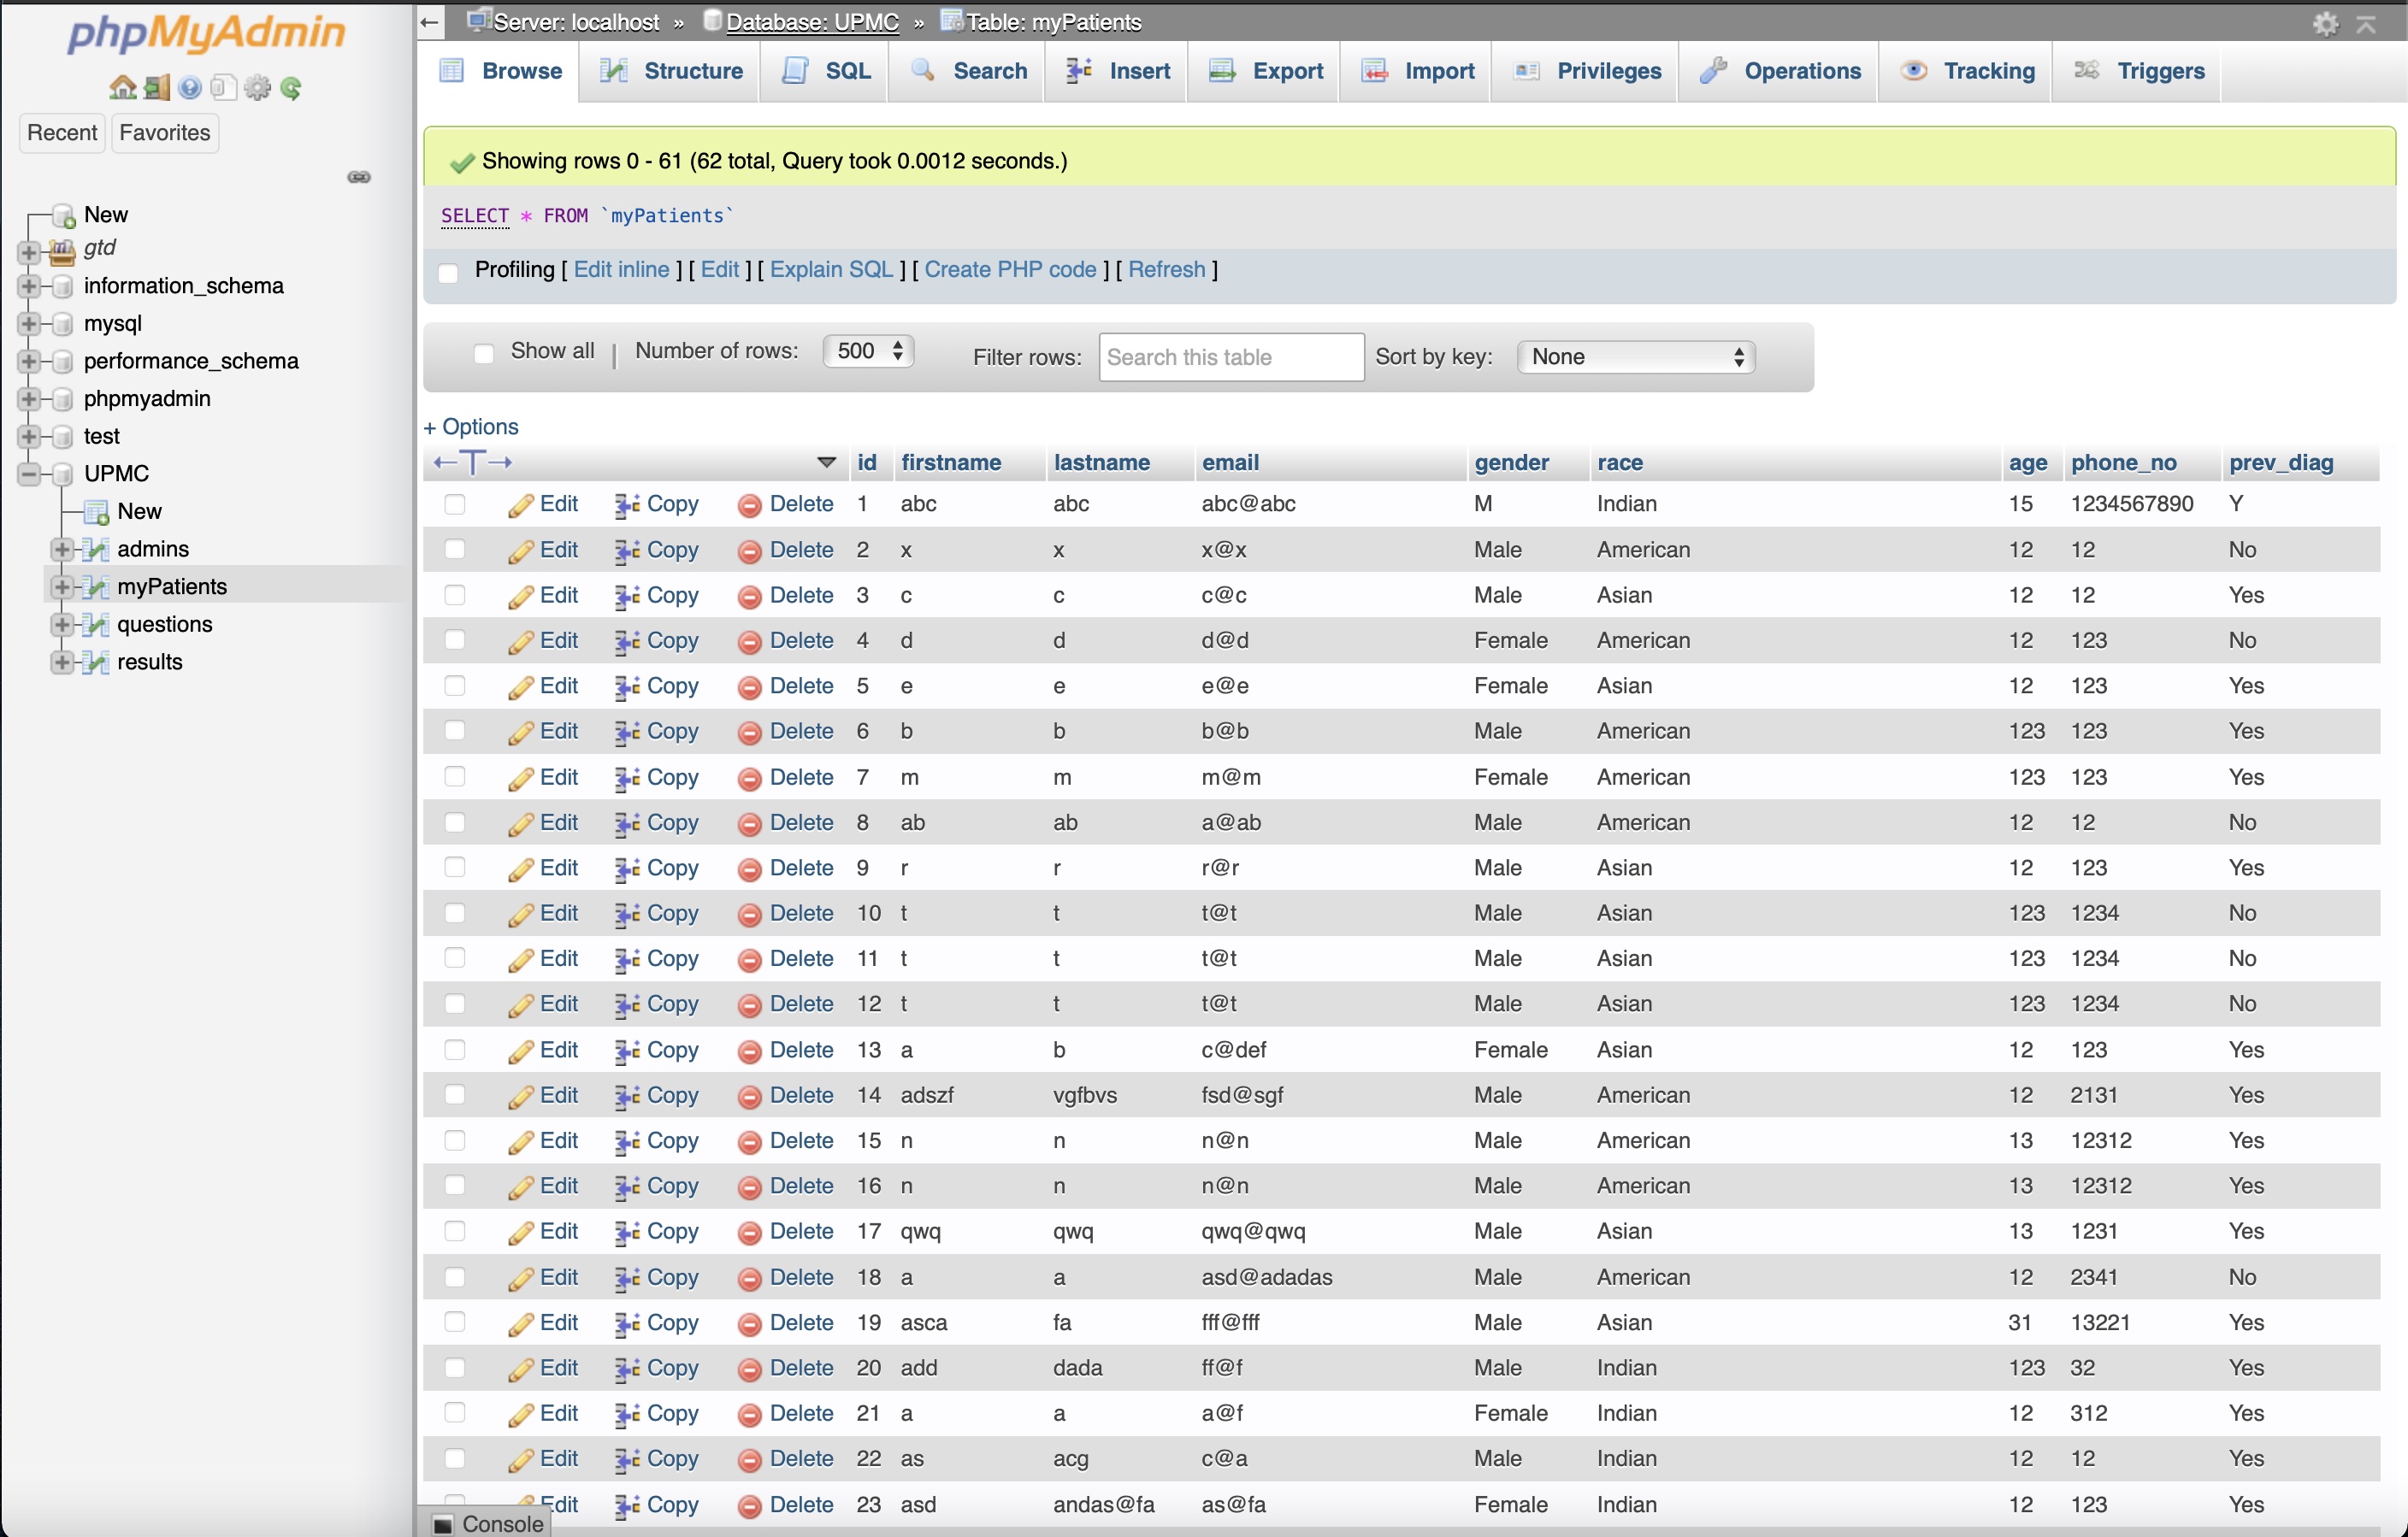 phpMyAdmin
Recent Favorites
New
gtd
information_schema
mysql
performance_schema
phpmyadmin
test
UPMC
New
admins
myPatients
questions
results
Server: localhost » Database: UPMC » Table: myPatients
Browse Structure SQL Search Insert Export Import Privileges Operations Tracking Triggers
Showing rows 0 - 61 (62 total, Query took 0.0012 seconds.)
SELECT * FROM `myPatients`
Profiling [ Edit inline ] [ Edit ] [ Explain SQL ] [ Create PHP code ] [ Refresh ]
Show all | Number of rows: 500 Filter rows: Search this table Sort by key: None
+ Options
←T→ id firstname lastname email gender race age phone_no prev_diag
Edit Copy Delete 1 abc abc abc@abc M Indian 15 1234567890 Y
Edit Copy Delete 2 x x x@x Male American 12 12 No
Edit Copy Delete 3 c c c@c Male Asian 12 12 Yes
Edit Copy Delete 4 d d d@d Female American 12 123 No
Edit Copy Delete 5 e e e@e Female Asian 12 123 Yes
Edit Copy Delete 6 b b b@b Male American 123 123 Yes
Edit Copy Delete 7 m m m@m Female American 123 123 Yes
Edit Copy Delete 8 ab ab a@ab Male American 12 12 No
Edit Copy Delete 9 r r r@r Male Asian 12 123 Yes
Edit Copy Delete 10 t t t@t Male Asian 123 1234 No
Edit Copy Delete 11 t t t@t Male Asian 123 1234 No
Edit Copy Delete 12 t t t@t Male Asian 123 1234 No
Edit Copy Delete 13 a b c@def Female Asian 12 123 Yes
Edit Copy Delete 14 adszf vgfbvs fsd@sgf Male American 12 2131 Yes
Edit Copy Delete 15 n n n@n Male American 13 12312 Yes
Edit Copy Delete 16 n n n@n Male American 13 12312 Yes
Edit Copy Delete 17 qwq qwq qwq@qwq Male Asian 13 1231 Yes
Edit Copy Delete 18 a a asd@adadas Male American 12 2341 No
Edit Copy Delete 19 asca fa fff@fff Male Asian 31 13221 Yes
Edit Copy Delete 20 add dada ff@f Male Indian 123 32 Yes
Edit Copy Delete 21 a a a@f Female Indian 12 312 Yes
Edit Copy Delete 22 as acg c@a Male Indian 12 12 Yes
Edit Copy Delete 23 asd andas@fa as@fa Female Indian 12 123 Yes
Console